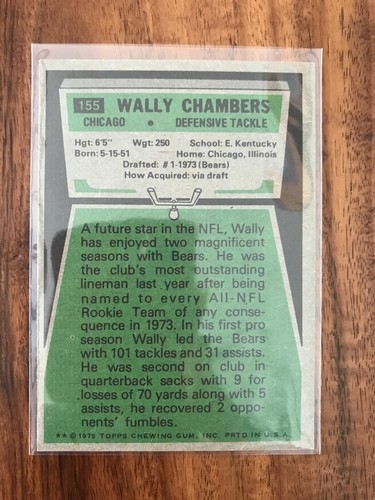 155 WALLY CHAMBERS
CHICAGO • DEFENSIVE TACKLE
Hgt: 6'5" Wgt: 250 School: E. Kentucky
Born: 5-15-51 Home: Chicago, Illinois
Drafted: #1-1973 (Bears)
How Acquired: via draft
A future star in the NFL, Wally
has enjoyed two magnificent
seasons with Bears. He was
the club's most outstanding
lineman last year after being
named to every All-NFL
Rookie Team of any conse-
quence in 1973. In his first pro
season Wally led the Bears
with 101 tackles and 31 assists.
He was second on club in
quarterback sacks with 9 for
losses of 70 yards along with 5
assists, he recovered 2 oppo-
nents' fumbles.
** © 1975 TOPPS CHEWING GUM, INC. PRTD IN U.S.A.